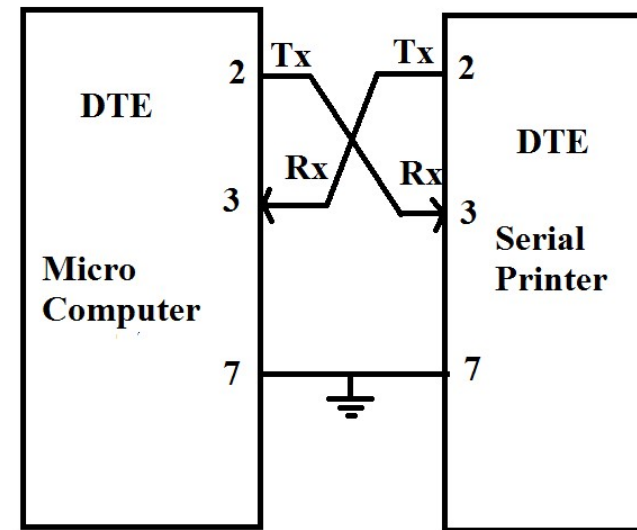 2 Tx Tx 2
DTE
DTE
Rx Rx
3 3
Micro
Computer
Serial
Printer
7 7